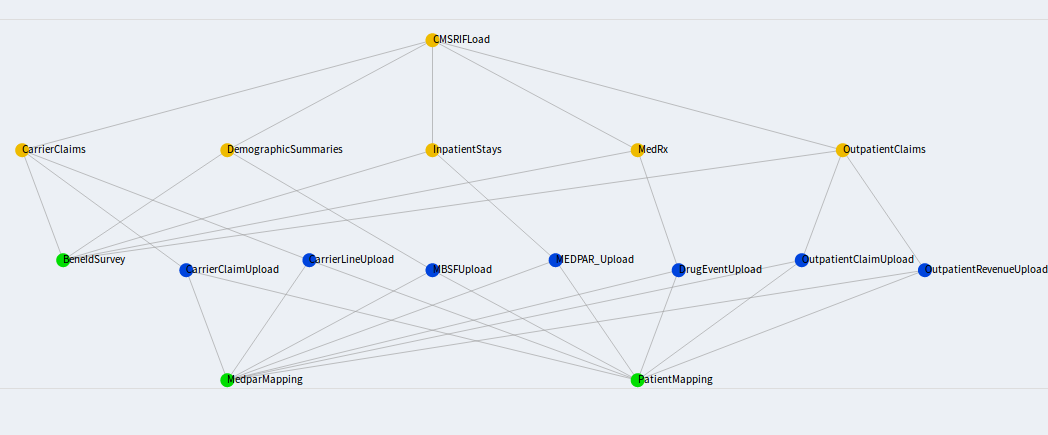 CMSRIFLoad
CarrierClaims
DemographicSummaries
InpatientStays
MedRx
OutpatientClaims
BeneIdSurvey
CarrierClaimUpload
CarrierLineUpload
MBSFUpload
MEDPAR_Upload
DrugEventUpload
OutpatientClaimUpload
OutpatientRevenueUpload
MedparMapping
PatientMapping